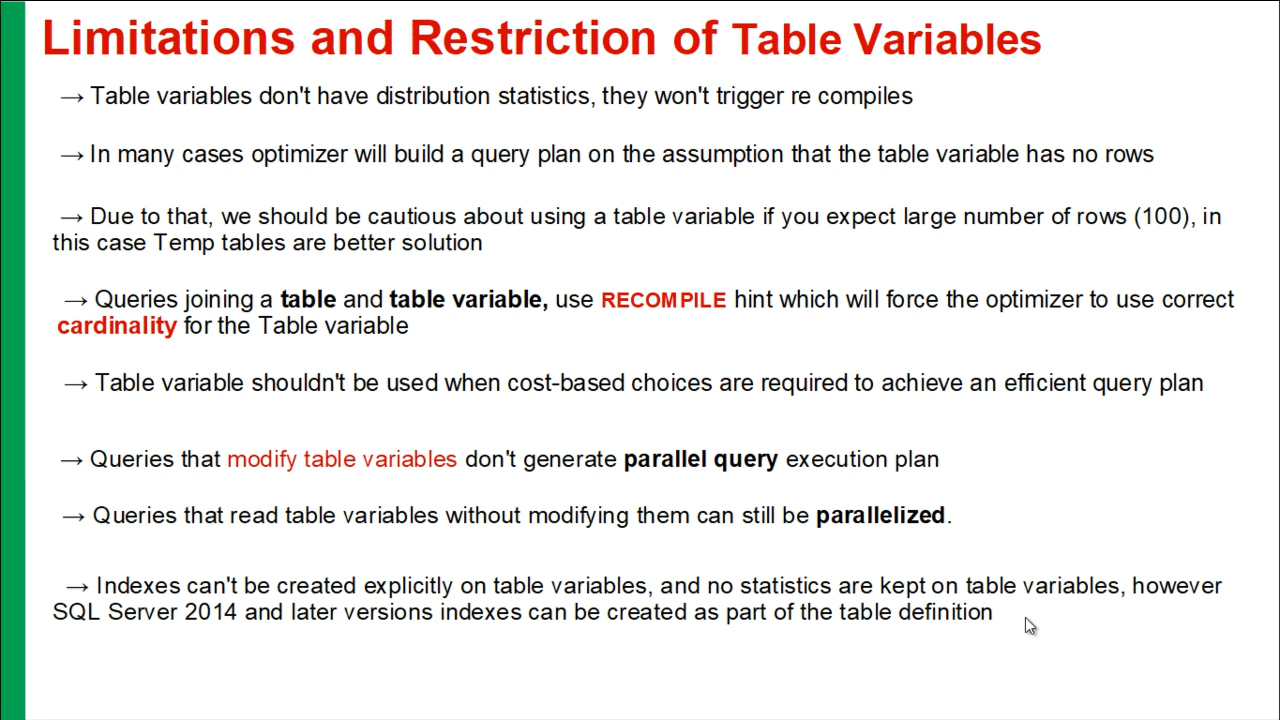 Limitations and Restriction of Table Variables
→ Table variables don't have distribution statistics, they won't trigger re compiles
→ In many cases optimizer will build a query plan on the assumption that the table variable has no rows
→ Due to that, we should be cautious about using a table variable if you expect large number of rows (100), in
this case Temp tables are better solution
→ Queries joining a table and table variable, use RECOMPILE hint which will force the optimizer to use correct
cardinality for the Table variable
→ Table variable shouldn't be used when cost-based choices are required to achieve an efficient query plan
→ Queries that modify table variables don't generate parallel query execution plan
→ Queries that read table variables without modifying them can still be parallelized.
→ Indexes can't be created explicitly on table variables, and no statistics are kept on table variables, however
SQL Server 2014 and later versions indexes can be created as part of the table definition